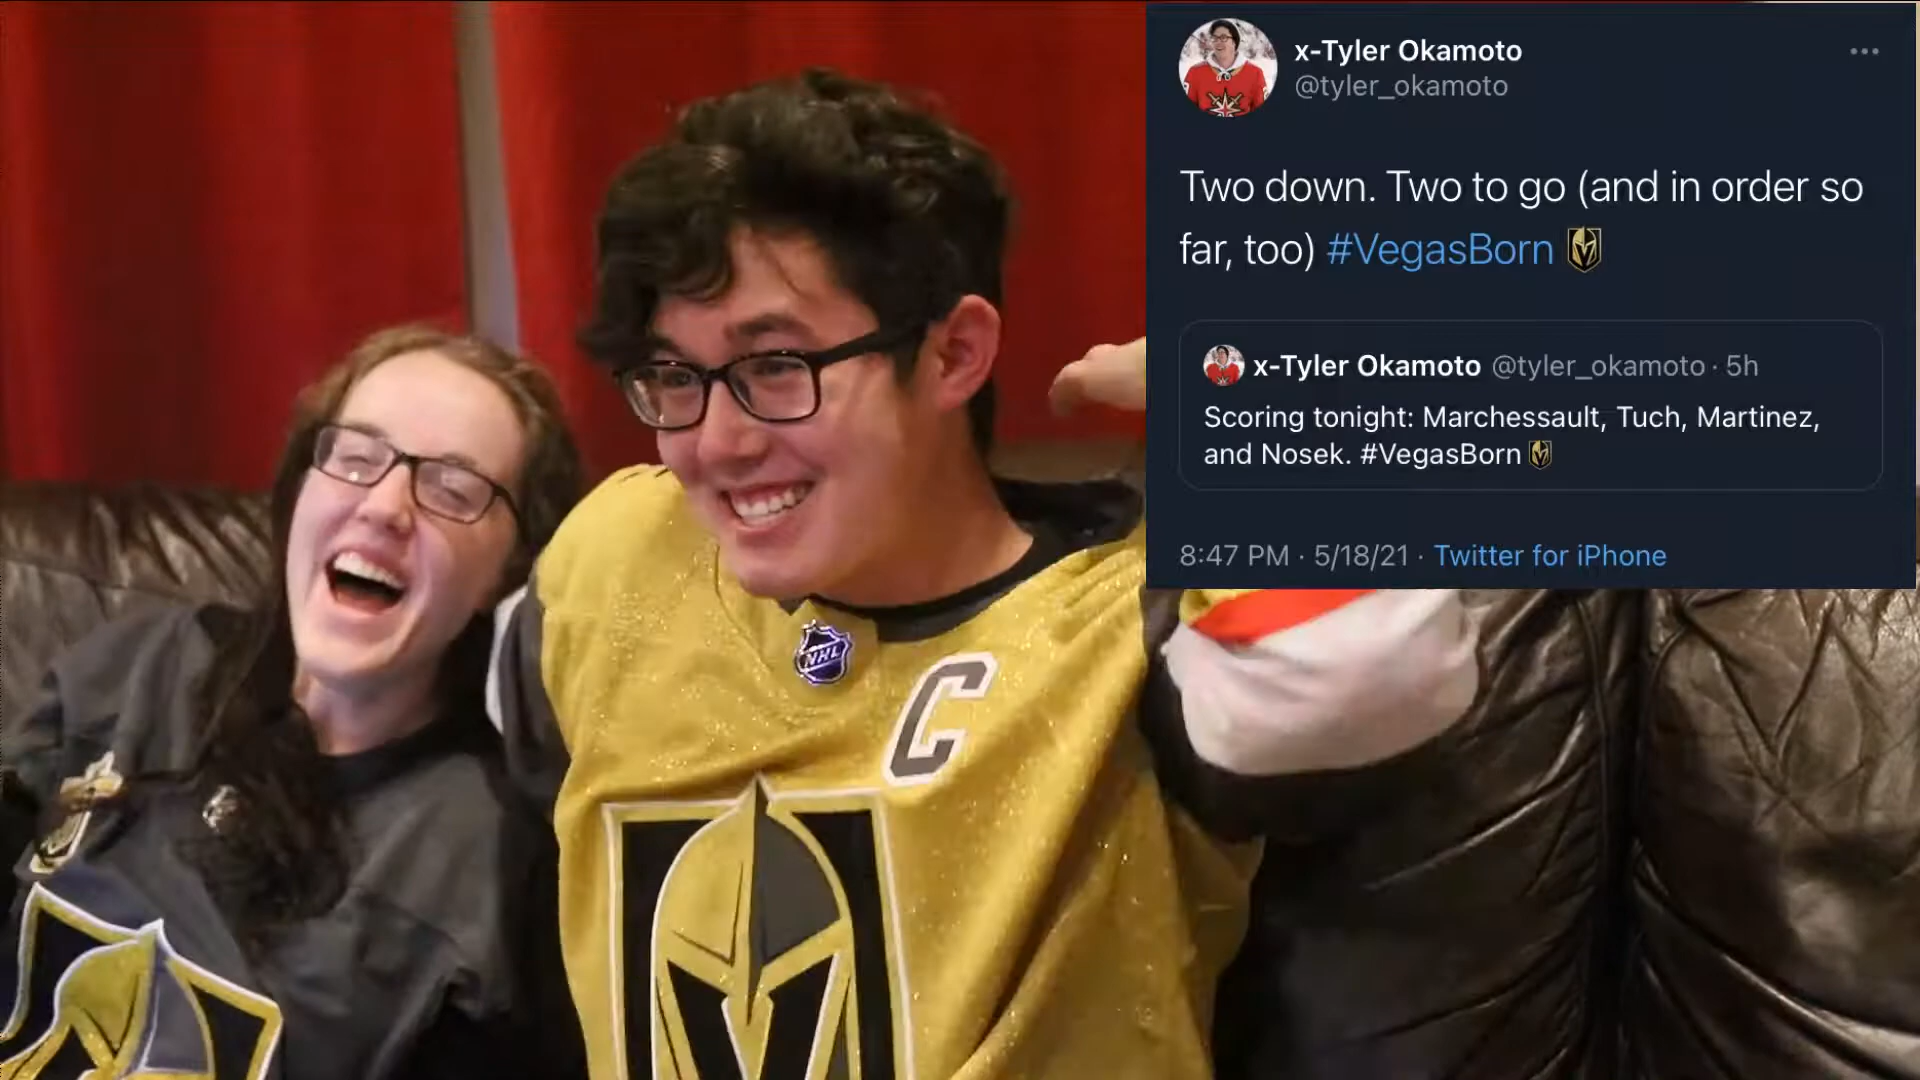 x-Tyler Okamoto
@tyler_okamoto
Two down. Two to go (and in order so
far, too) #VegasBorn
x-Tyler Okamoto @tyler_okamoto · 5h
Scoring tonight: Marchessault, Tuch, Martinez,
and Nosek. #VegasBorn
8:47 PM · 5/18/21 · Twitter for iPhone
NHL
C